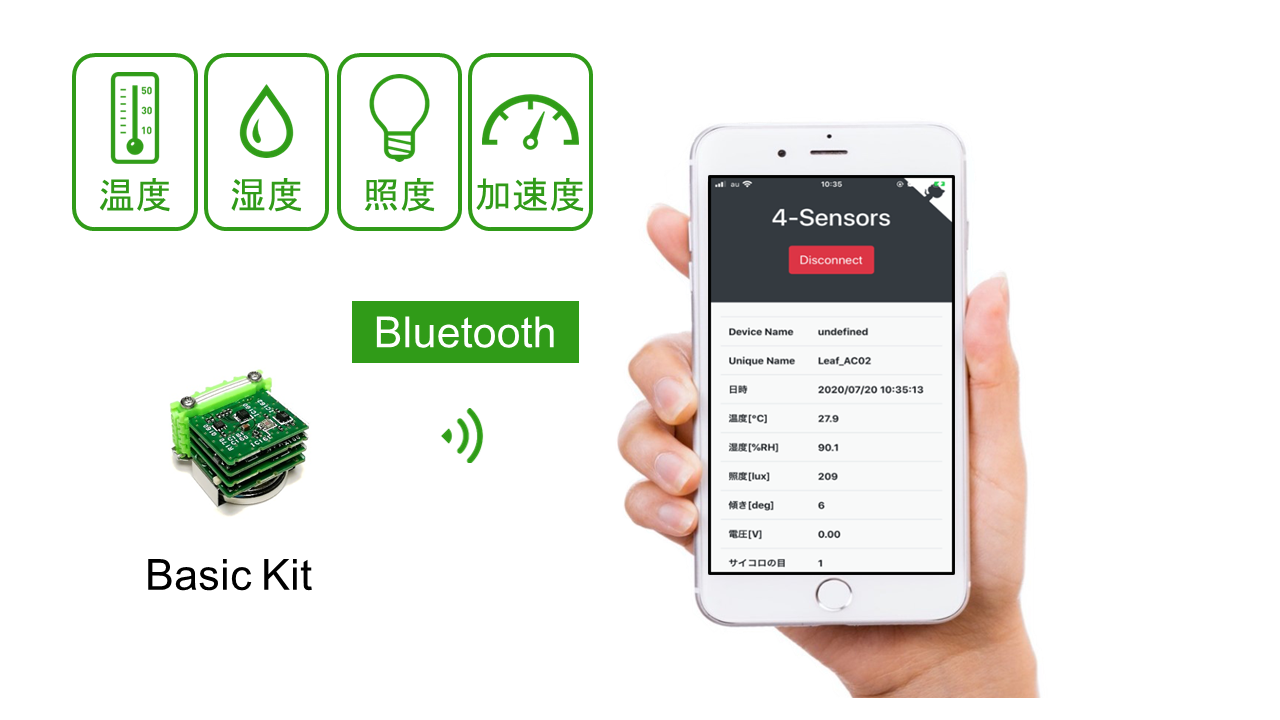 50
30
10
温度
湿度
照度
加速度
Bluetooth
Basic Kit
au 10:35
4-Sensors
Disconnect
Device Name undefined
Unique Name Leaf_AC02
日時 2020/07/20 10:35:13
温度[°C] 27.9
湿度[%RH] 90.1
照度[lux] 209
傾き[deg] 6
電圧[V] 0.00
サイコロの目 1